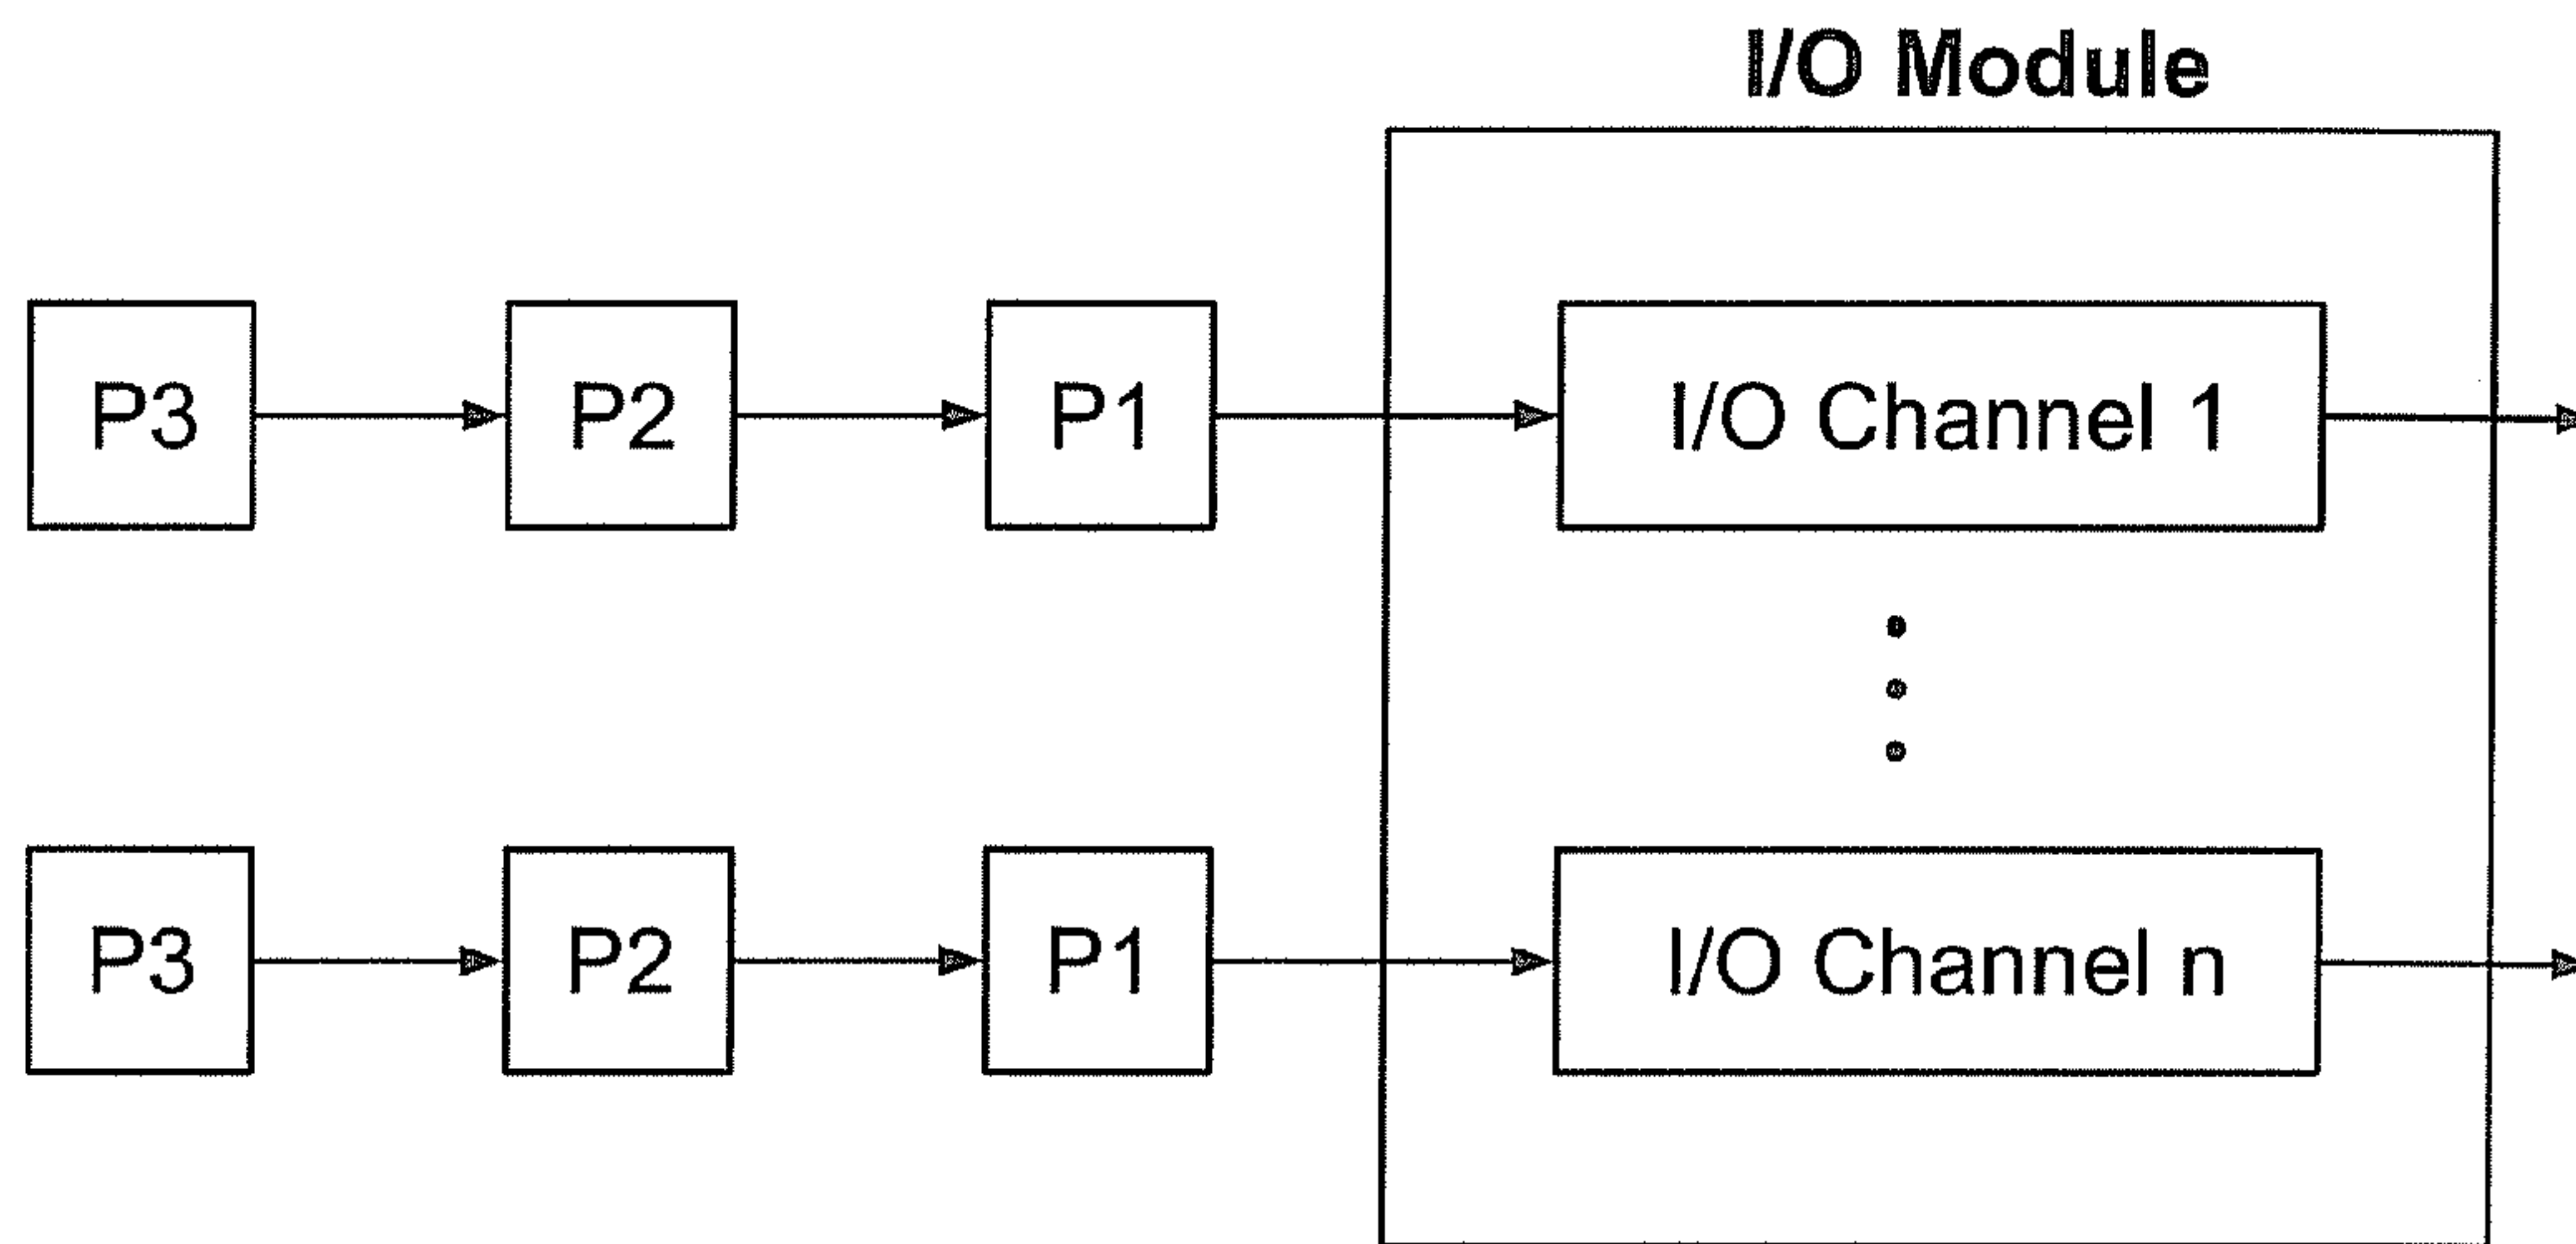 I/O Module
P3
P2
P1
I/O Channel 1
P3
P2
P1
I/O Channel n